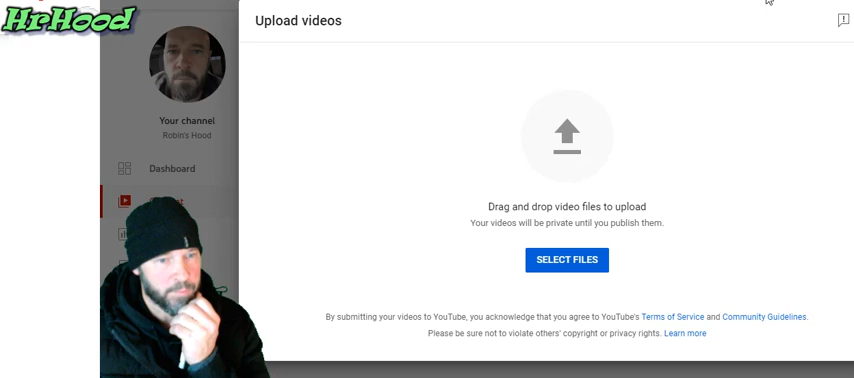 HrHood
Upload videos
Your channel
Robin's Hood
Dashboard
Drag and drop video files to upload
Your videos will be private until you publish them.
SELECT FILES
By submitting your videos to YouTube, you acknowledge that you agree to YouTube's Terms of Service and Community Guidelines.
Please be sure not to violate others' copyright or privacy rights. Learn more